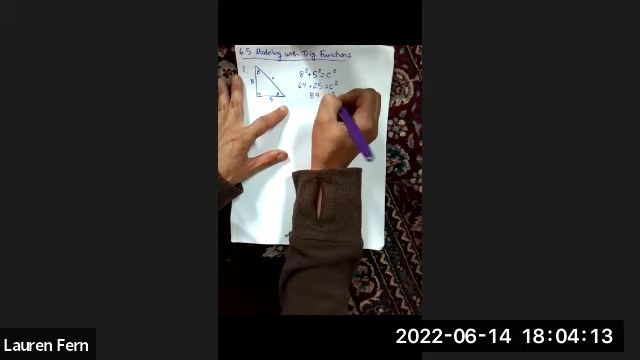 6.5 Modeling with Trig Functions
1.
B
8
5
A
8² + 5² = c²
64 + 25 = c²
89
Lauren Fern
2022-06-14 18:04:13